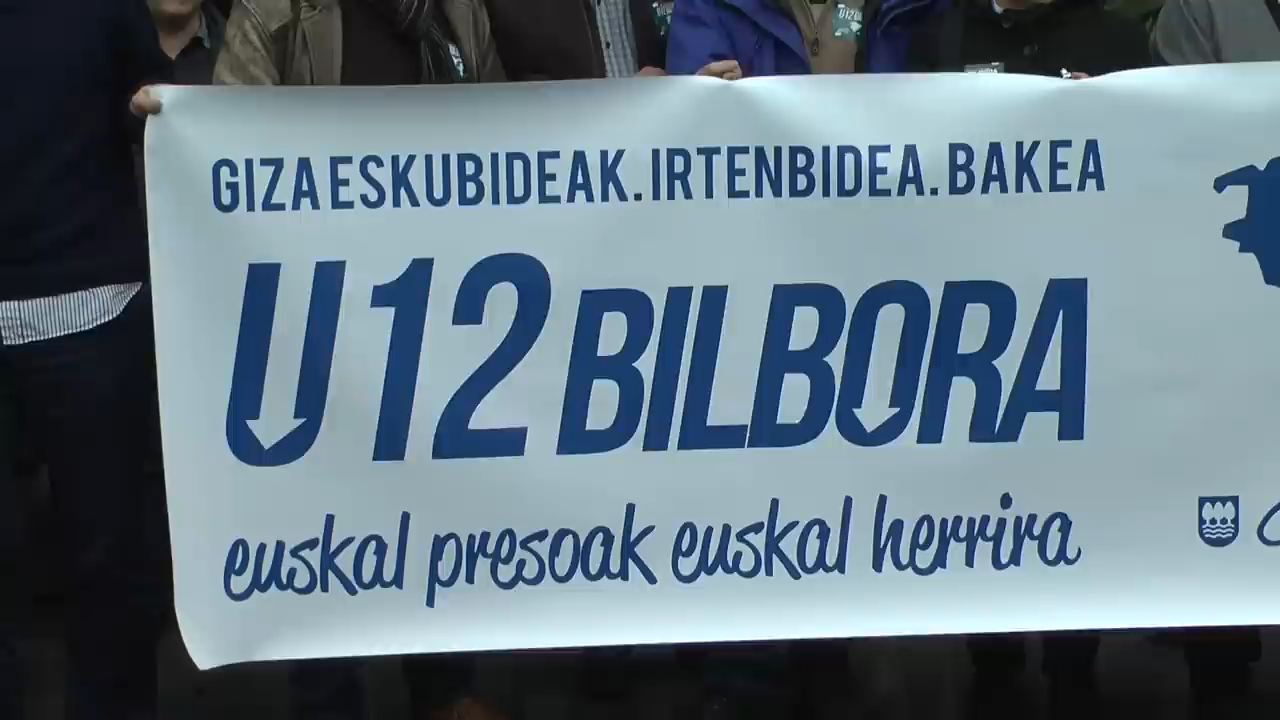 GIZA ESKUBIDEAK. IRTENBIDEA. BAKEA
U12 BILBORA
euskal presoak euskal herrira